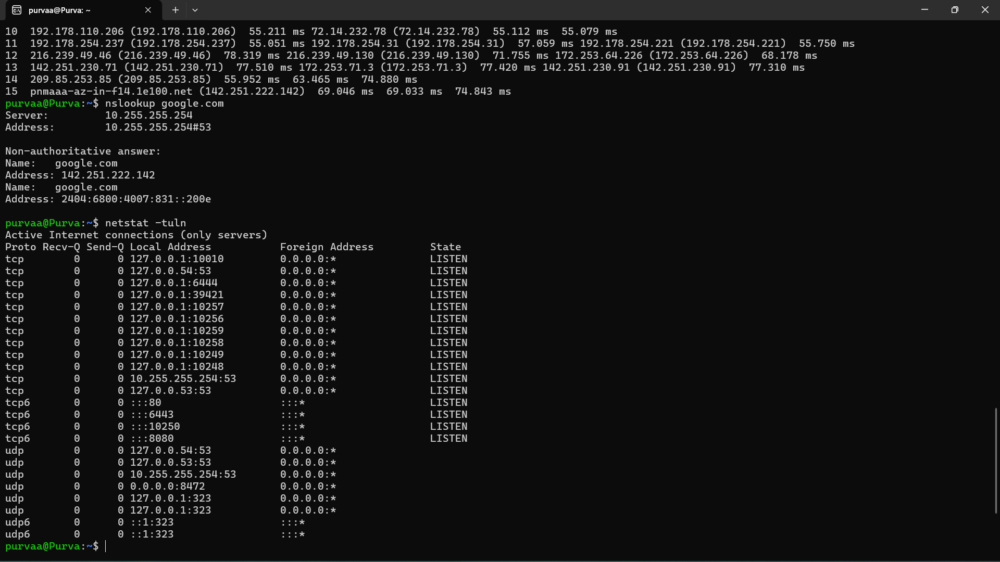 purvaa@Purva: ~
10  192.178.110.206 (192.178.110.206)  55.211 ms 72.14.232.78 (72.14.232.78)  55.112 ms  55.079 ms
11  192.178.254.237 (192.178.254.237)  55.051 ms 192.178.254.31 (192.178.254.31)  57.059 ms 192.178.254.221 (192.178.254.221)  55.750 ms
12  216.239.49.46 (216.239.49.46)  78.319 ms 216.239.49.130 (216.239.49.130)  71.755 ms 172.253.64.226 (172.253.64.226)  68.178 ms
13  142.251.230.71 (142.251.230.71)  77.510 ms 172.253.71.3 (172.253.71.3)  77.420 ms 142.251.230.91 (142.251.230.91)  77.310 ms
14  209.85.253.85 (209.85.253.85)  55.952 ms  63.465 ms  74.880 ms
15  pnmaaa-az-in-f14.1e100.net (142.251.222.142)  69.046 ms  69.033 ms  74.843 ms
purvaa@Purva:~$ nslookup google.com
Server:         10.255.255.254
Address:        10.255.255.254#53

Non-authoritative answer:
Name:   google.com
Address: 142.251.222.142
Name:   google.com
Address: 2404:6800:4007:831::200e

purvaa@Purva:~$ netstat -tuln
Active Internet connections (only servers)
Proto Recv-Q Send-Q Local Address           Foreign Address         State
tcp        0      0 127.0.0.1:10010         0.0.0.0:*               LISTEN
tcp        0      0 127.0.0.54:53           0.0.0.0:*               LISTEN
tcp        0      0 127.0.0.1:6444          0.0.0.0:*               LISTEN
tcp        0      0 127.0.0.1:39421         0.0.0.0:*               LISTEN
tcp        0      0 127.0.0.1:10257         0.0.0.0:*               LISTEN
tcp        0      0 127.0.0.1:10256         0.0.0.0:*               LISTEN
tcp        0      0 127.0.0.1:10259         0.0.0.0:*               LISTEN
tcp        0      0 127.0.0.1:10258         0.0.0.0:*               LISTEN
tcp        0      0 127.0.0.1:10249         0.0.0.0:*               LISTEN
tcp        0      0 127.0.0.1:10248         0.0.0.0:*               LISTEN
tcp        0      0 10.255.255.254:53       0.0.0.0:*               LISTEN
tcp        0      0 127.0.0.53:53           0.0.0.0:*               LISTEN
tcp6       0      0 :::80                   :::*                    LISTEN
tcp6       0      0 :::6443                 :::*                    LISTEN
tcp6       0      0 :::10250                :::*                    LISTEN
tcp6       0      0 :::8080                 :::*                    LISTEN
udp        0      0 127.0.0.54:53           0.0.0.0:*
udp        0      0 127.0.0.53:53           0.0.0.0:*
udp        0      0 10.255.255.254:53       0.0.0.0:*
udp        0      0 0.0.0.0:8472            0.0.0.0:*
udp        0      0 127.0.0.1:323           0.0.0.0:*
udp        0      0 127.0.0.1:323           0.0.0.0:*
udp6       0      0 ::1:323                 :::*
udp6       0      0 ::1:323                 :::*
purvaa@Purva:~$